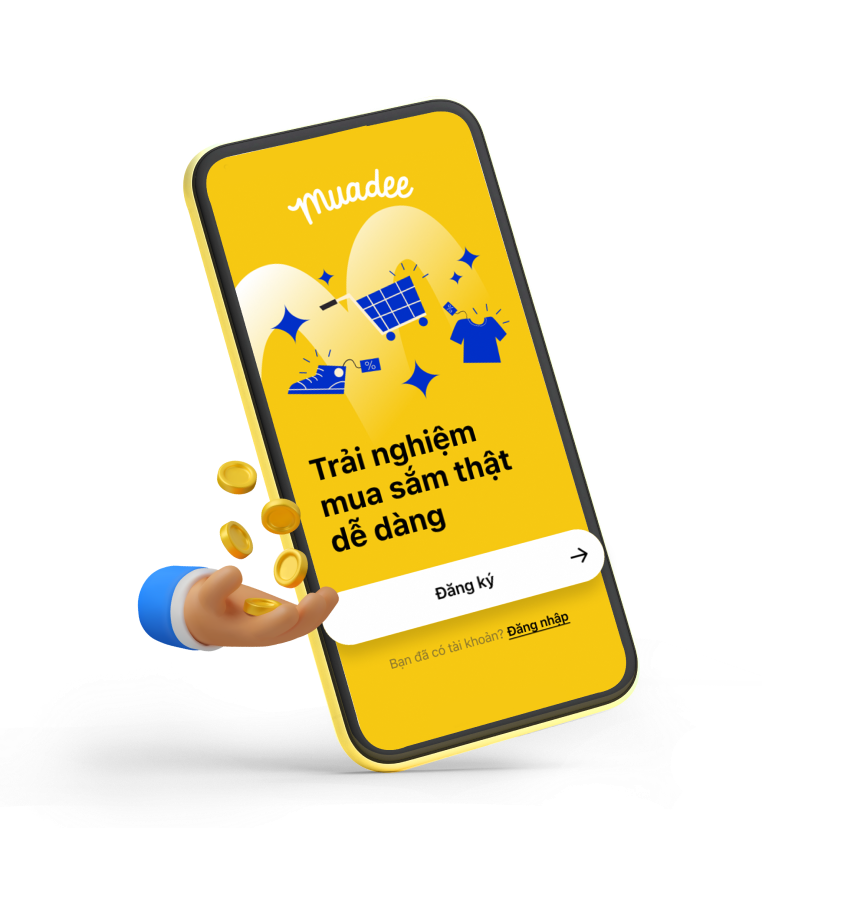 muadee
%
%
Trải nghiệm
mua sắm thật
dễ dàng
Đăng ký
Bạn đã có tài khoản? Đăng nhập